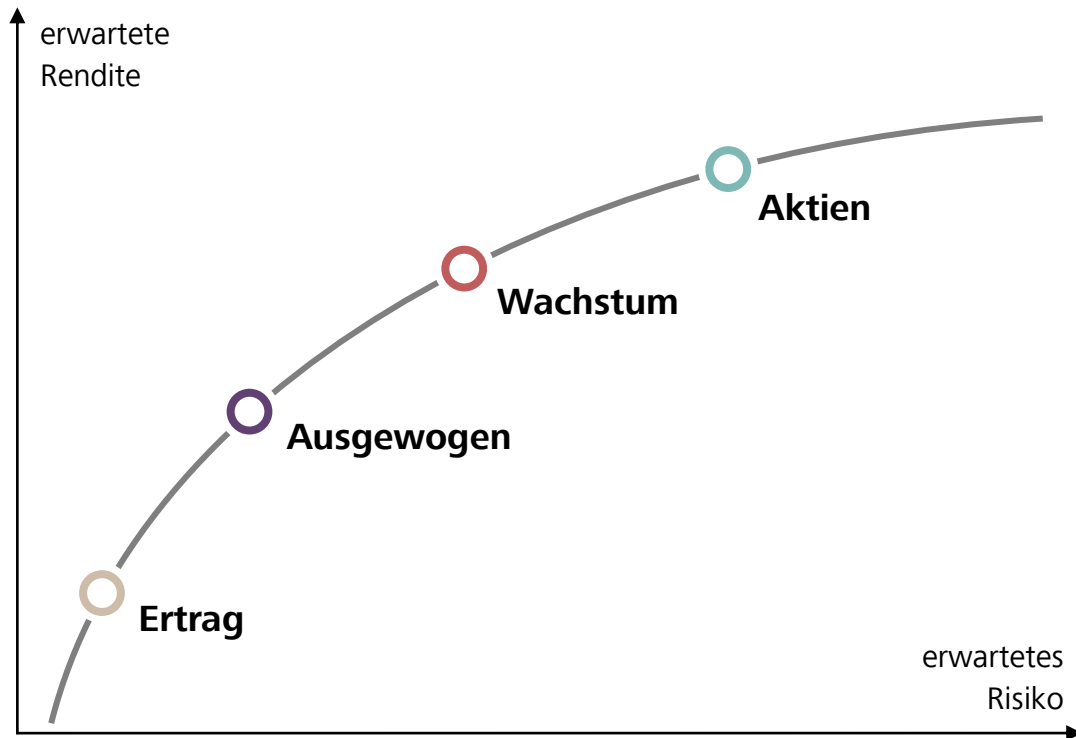 erwartete
Rendite
Aktien
Wachstum
Ausgewogen
Ertrag
erwartetes
Risiko